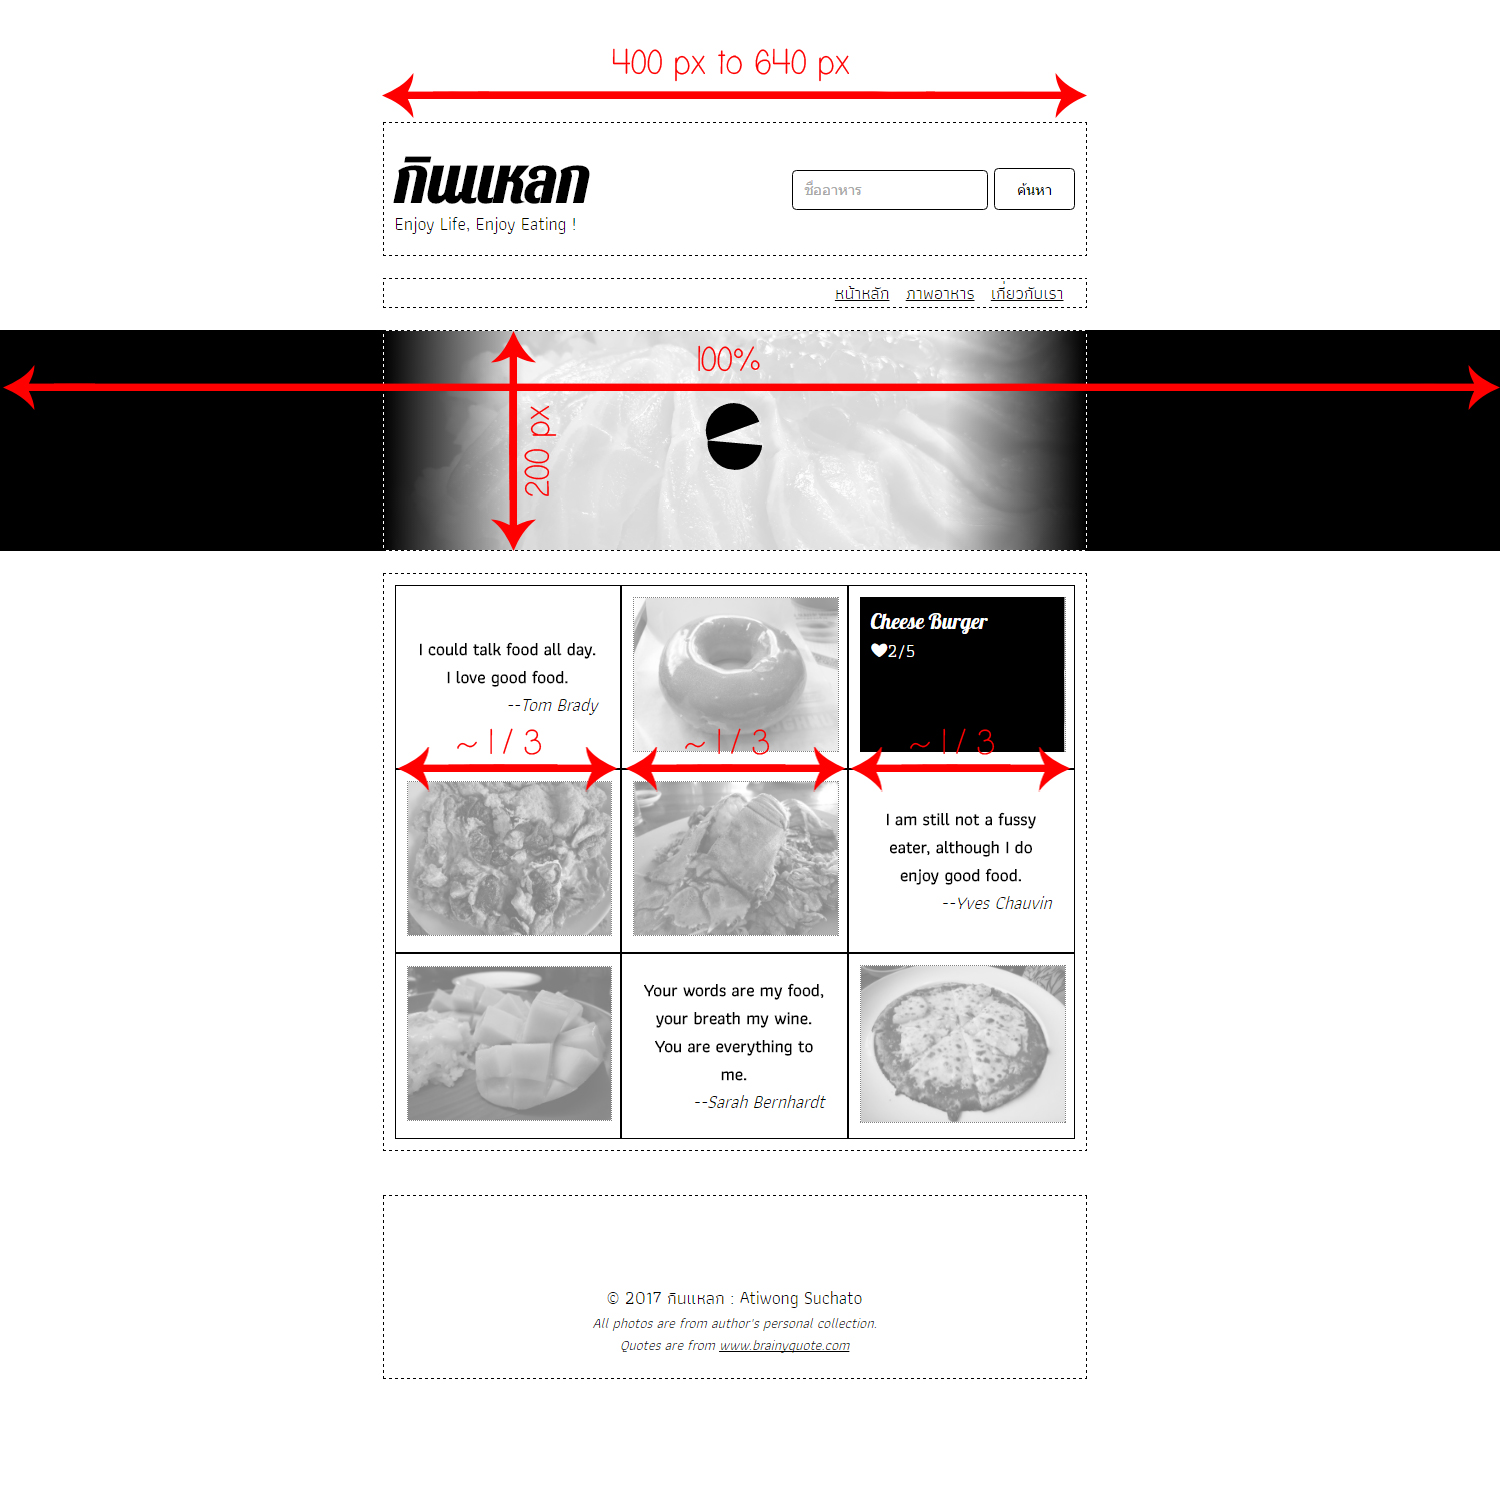 400 px to 640 px
กินแหลก
Enjoy Life, Enjoy Eating !
ชื่ออาหาร
ค้นหา
หน้าหลัก ภาพอาหาร เกี่ยวกับเรา
100%
200 px
I could talk food all day.
I love good food.
--Tom Brady
Cheese Burger
2/5
~ 1 / 3
~ 1 / 3
~ 1 / 3
I am still not a fussy
eater, although I do
enjoy good food.
--Yves Chauvin
Your words are my food,
your breath my wine.
You are everything to
me.
--Sarah Bernhardt
© 2017 กินแหลก : Atiwong Suchato
All photos are from author's personal collection.
Quotes are from www.brainyquote.com